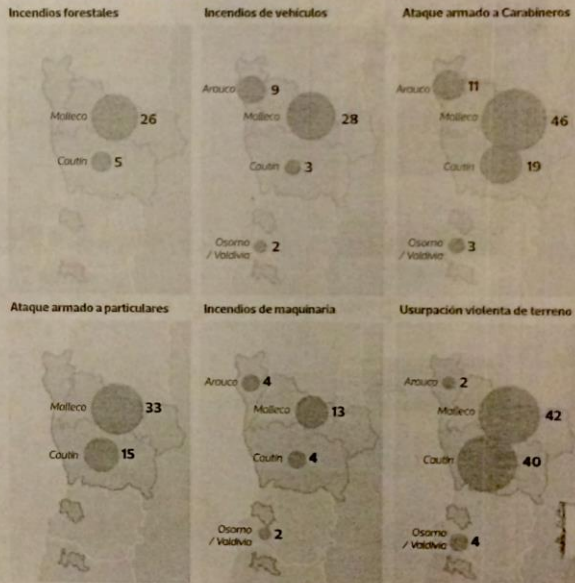 Incendios forestales
Malleco 26
Cautín 5
Incendios de vehículos
Arauco 9
Malleco 28
Cautín 3
Osorno
/ Valdivia 2
Ataque armado a Carabineros
Arauco 11
Malleco 46
Cautín 19
Osorno
/ Valdivia 3
Ataque armado a particulares
Malleco 33
Cautín 15
Incendios de maquinaria
Arauco 4
Malleco 13
Cautín 4
Osorno
/ Valdivia 2
Usurpación violenta de terreno
Arauco 2
Malleco 42
Cautín 40
Osorno
/ Valdivia 4